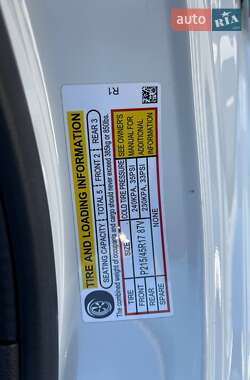 AUTO RIA
R1
TIRE AND LOADING INFORMATION
SEATING CAPACITY TOTAL 5 FRONT 2 REAR 3
The combined weight of occupants and cargo should never exceed 385kg or 850lbs.
TIRE SIZE COLD TIRE PRESSURE
FRONT P215/45R17 87V 240KPA, 35PSI
REAR 230KPA, 33PSI
SPARE NONE
SEE OWNER'S
MANUAL FOR
ADDITIONAL
INFORMATION